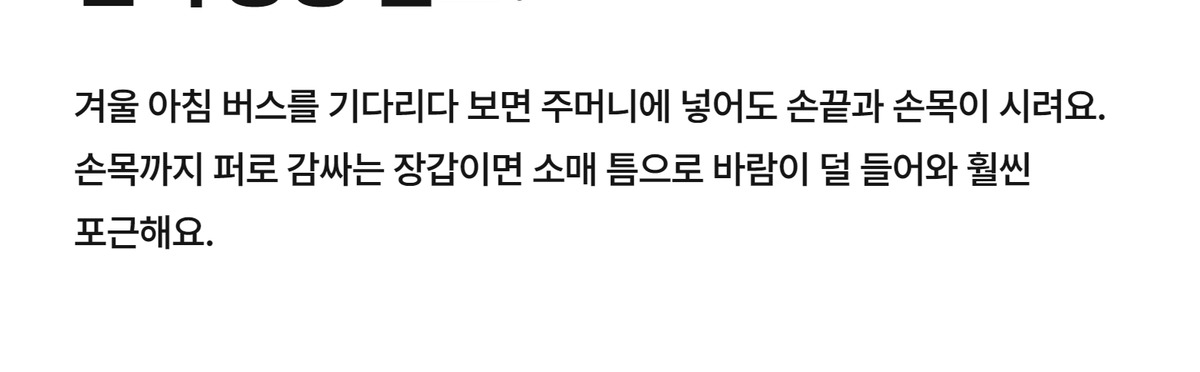 겨울 아침 버스를 기다리다 보면 주머니에 넣어도 손끝과 손목이 시려요.
손목까지 퍼로 감싸는 장갑이면 소매 틈으로 바람이 덜 들어와 훨씬
포근해요.